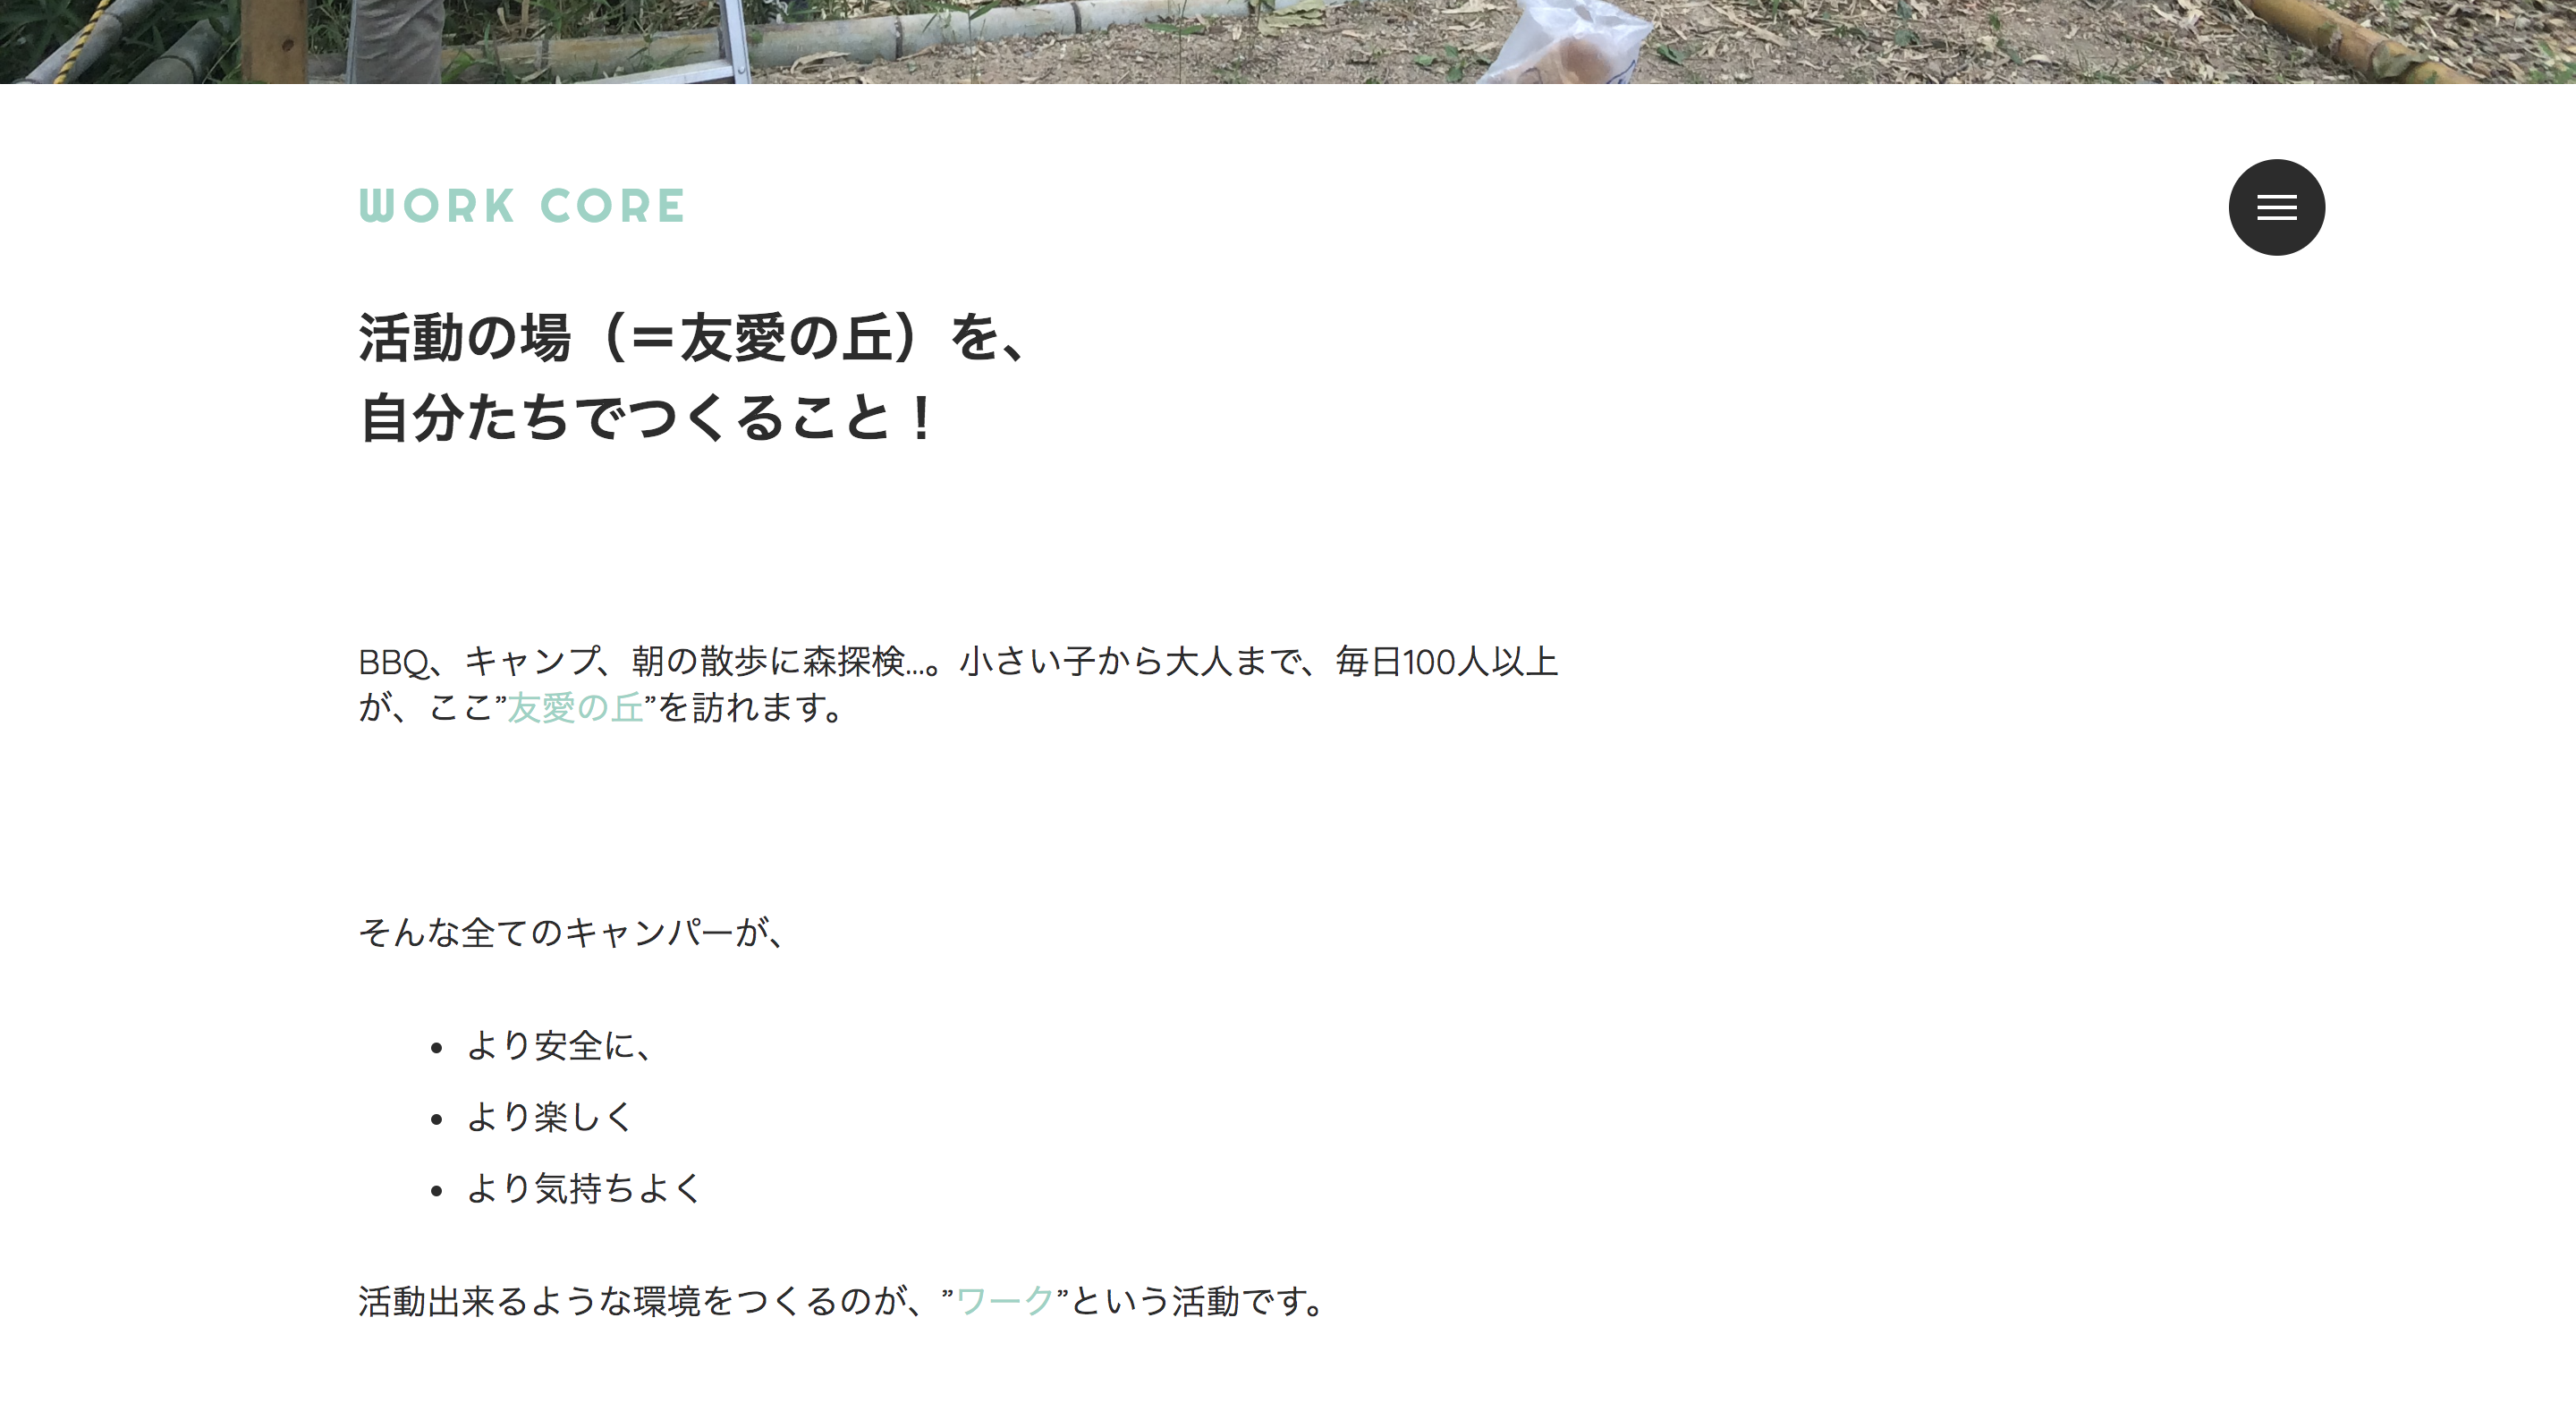 WORK CORE
活動の場（＝友愛の丘）を、
自分たちでつくること！
BBQ、キャンプ、朝の散歩に森探検...。小さい子から大人まで、毎日100人以上
が、ここ”友愛の丘”を訪れます。
そんな全てのキャンパーが、
• より安全に、
• より楽しく
• より気持ちよく
活動出来るような環境をつくるのが、”ワーク”という活動です。